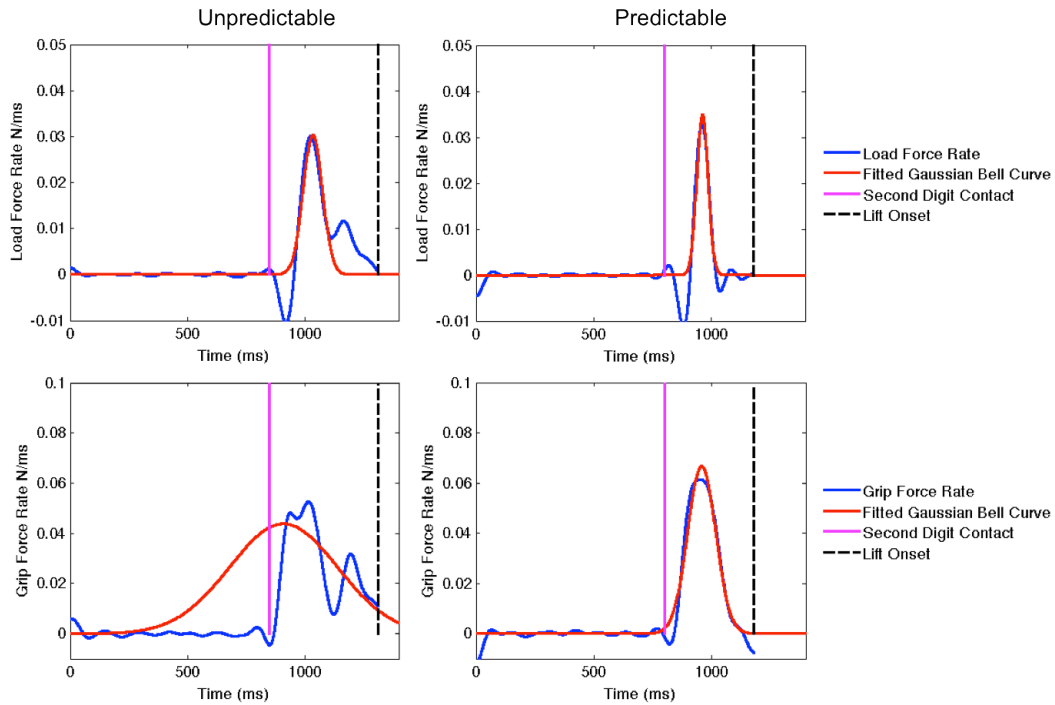 Unpredictable
Predictable
0.05
0.04
0.03
0.02
0.01
0
-0.01
Load Force Rate N/ms
0
500
1000
Time (ms)
0.05
0.04
0.03
0.02
0.01
0
-0.01
Load Force Rate N/ms
0
500
1000
Time (ms)
Load Force Rate
Fitted Gaussian Bell Curve
Second Digit Contact
Lift Onset
0.1
0.08
0.06
0.04
0.02
0
Grip Force Rate N/ms
0
500
1000
Time (ms)
0.1
0.08
0.06
0.04
0.02
0
Grip Force Rate N/ms
0
500
1000
Time (ms)
Grip Force Rate
Fitted Gaussian Bell Curve
Second Digit Contact
Lift Onset